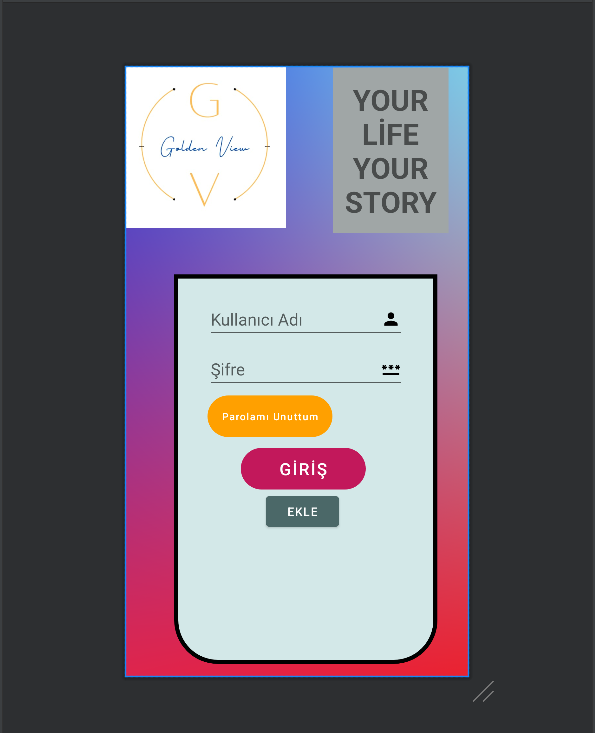 G
Golden View
V
YOUR
LİFE
YOUR
STORY
Kullanıcı Adı
Şifre
***
Parolamı Unuttum
GİRİŞ
EKLE